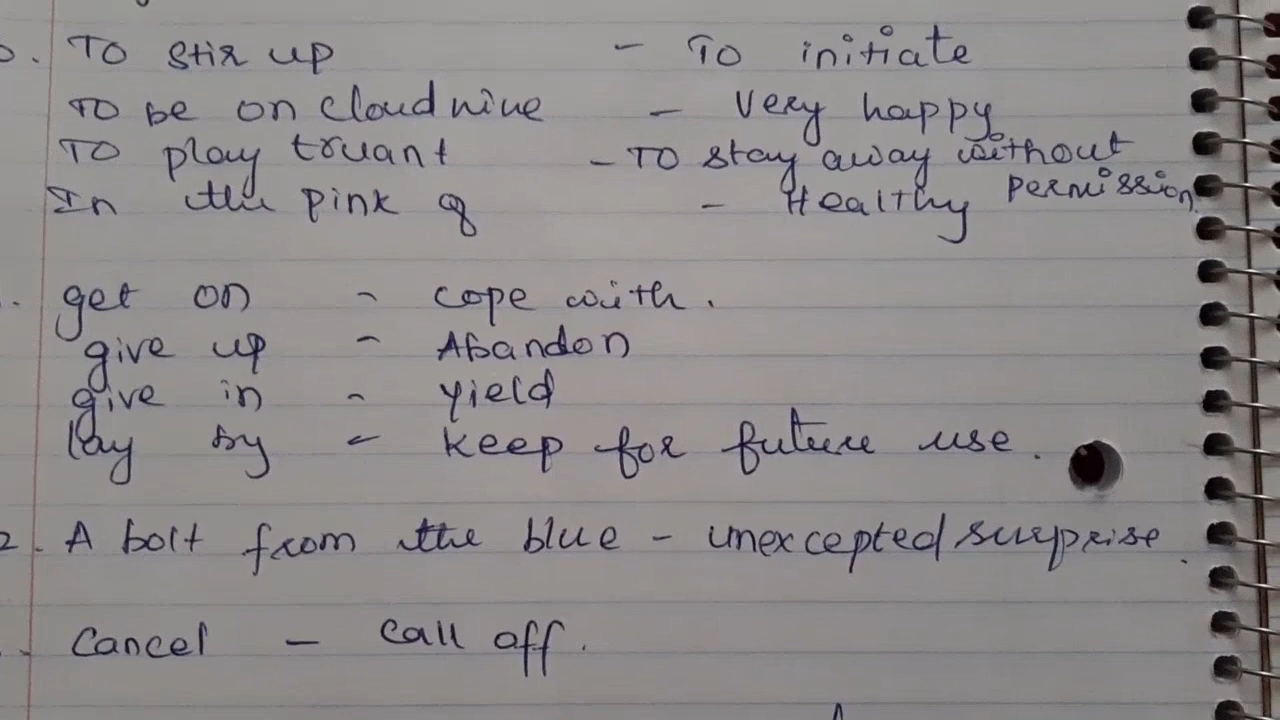 0. To stir up - To initiate
To be on cloud nine - Very happy
To play truant - To stay away without permission.
In the pink of - Healthy
. get on - cope with.
give up - Abandon
give in - yield
lay by - keep for future use.
2. A bolt from the blue - unexcepted surprise.
. Cancel - Call off.